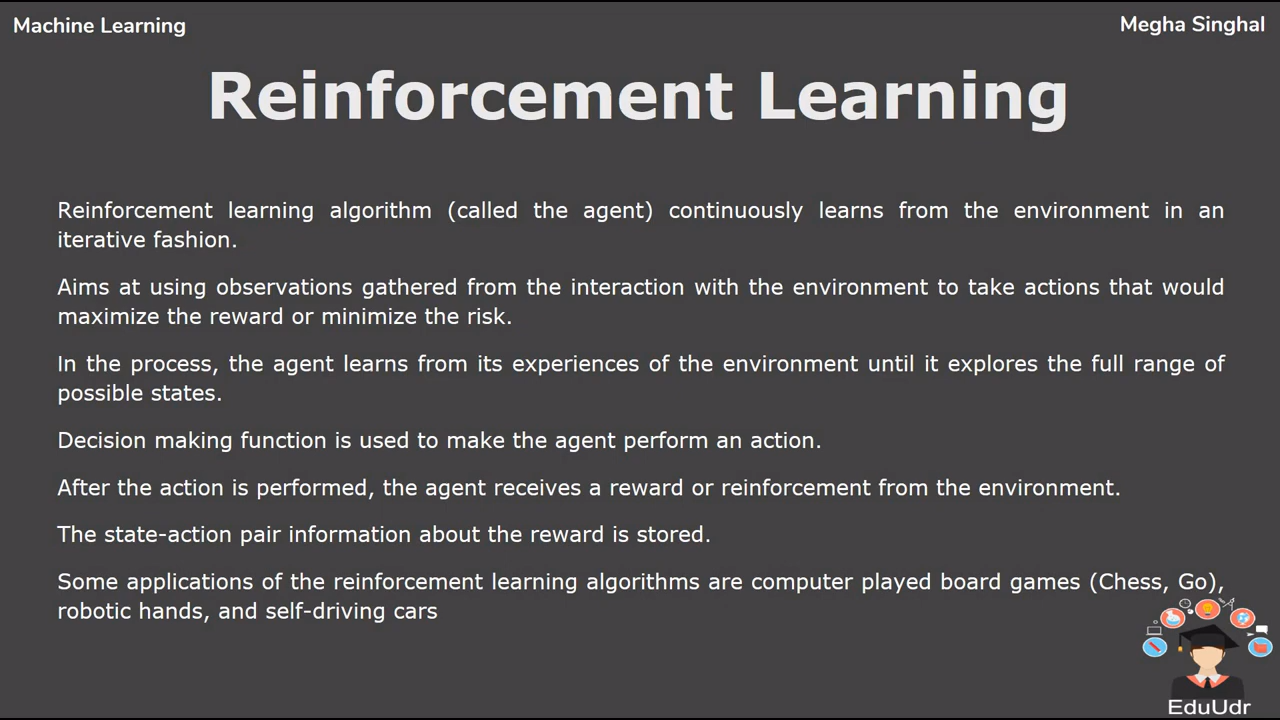 Machine Learning
Megha Singhal
Reinforcement Learning
Reinforcement learning algorithm (called the agent) continuously learns from the environment in an
iterative fashion.
Aims at using observations gathered from the interaction with the environment to take actions that would
maximize the reward or minimize the risk.
In the process, the agent learns from its experiences of the environment until it explores the full range of
possible states.
Decision making function is used to make the agent perform an action.
After the action is performed, the agent receives a reward or reinforcement from the environment.
The state-action pair information about the reward is stored.
Some applications of the reinforcement learning algorithms are computer played board games (Chess, Go),
robotic hands, and self-driving cars
EduUdr